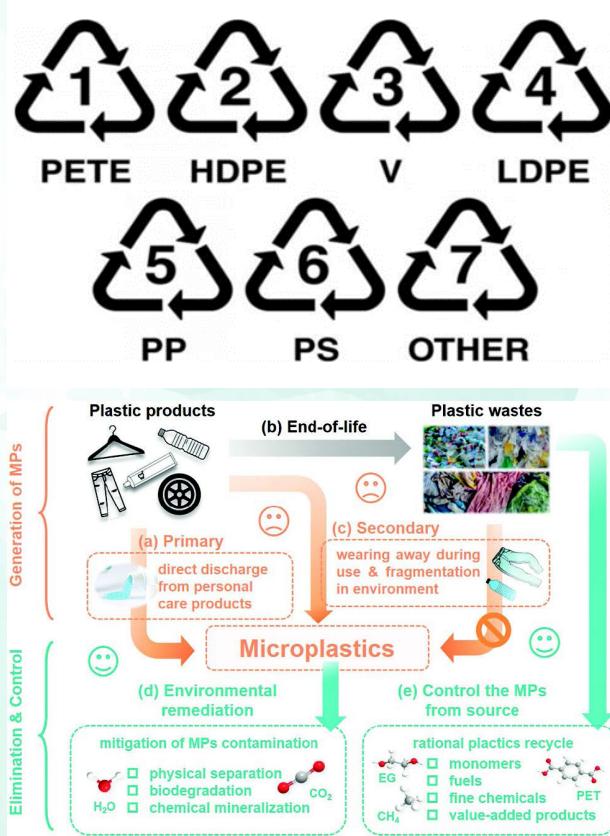 1
2
3
4
PETE
HDPE
V
LDPE
5
6
7
PP
PS
OTHER
Generation of MPs
Plastic products
(b) End-of-life
Plastic wastes
(a) Primary
direct discharge
from personal
care products
(c) Secondary
wearing away during
use & fragmentation
in environment
Microplastics
Elimination & Control
(d) Environmental
remediation
mitigation of MPs contamination
physical separation
biodegradation
chemical mineralization
H₂O
CO₂
(e) Control the MPs
from source
rational plactics recycle
monomers
fuels
fine chemicals
value-added products
EG
CH₄
PET